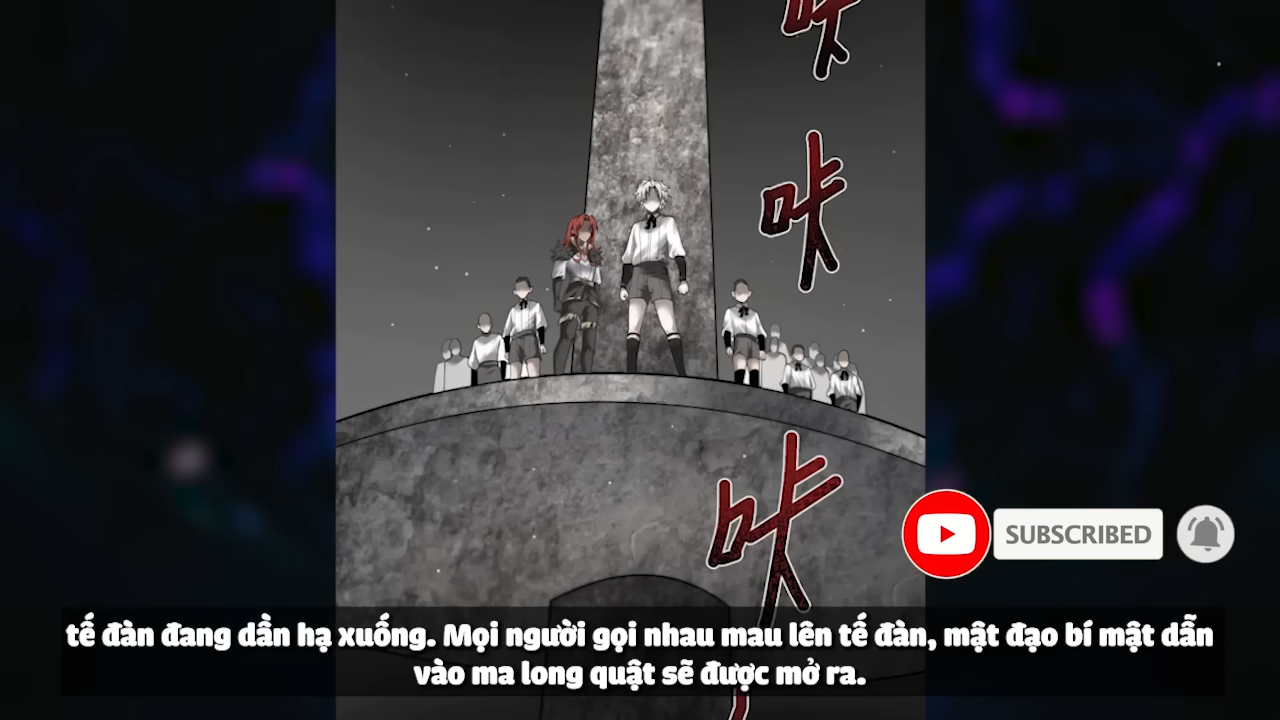 咔
咔
咔
SUBSCRIBED
tế đàn đang dần hạ xuống. Mọi người gọi nhau mau lên tế đàn, mật đạo bí mật dẫn
vào ma long quật sẽ được mở ra.